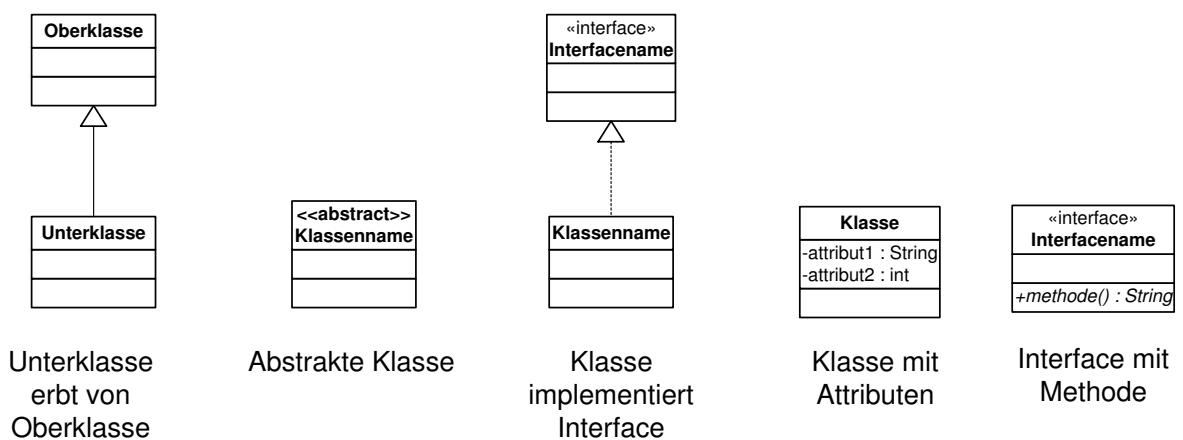 Oberklasse
Unterklasse
Unterklasse
erbt von
Oberklasse
<<abstract>>
Klassenname
Abstrakte Klasse
«interface»
Interfacename
Klassenname
Klasse
implementiert
Interface
Klasse
-attribut1 : String
-attribut2 : int
Klasse mit
Attributen
«interface»
Interfacename
+methode() : String
Interface mit
Methode